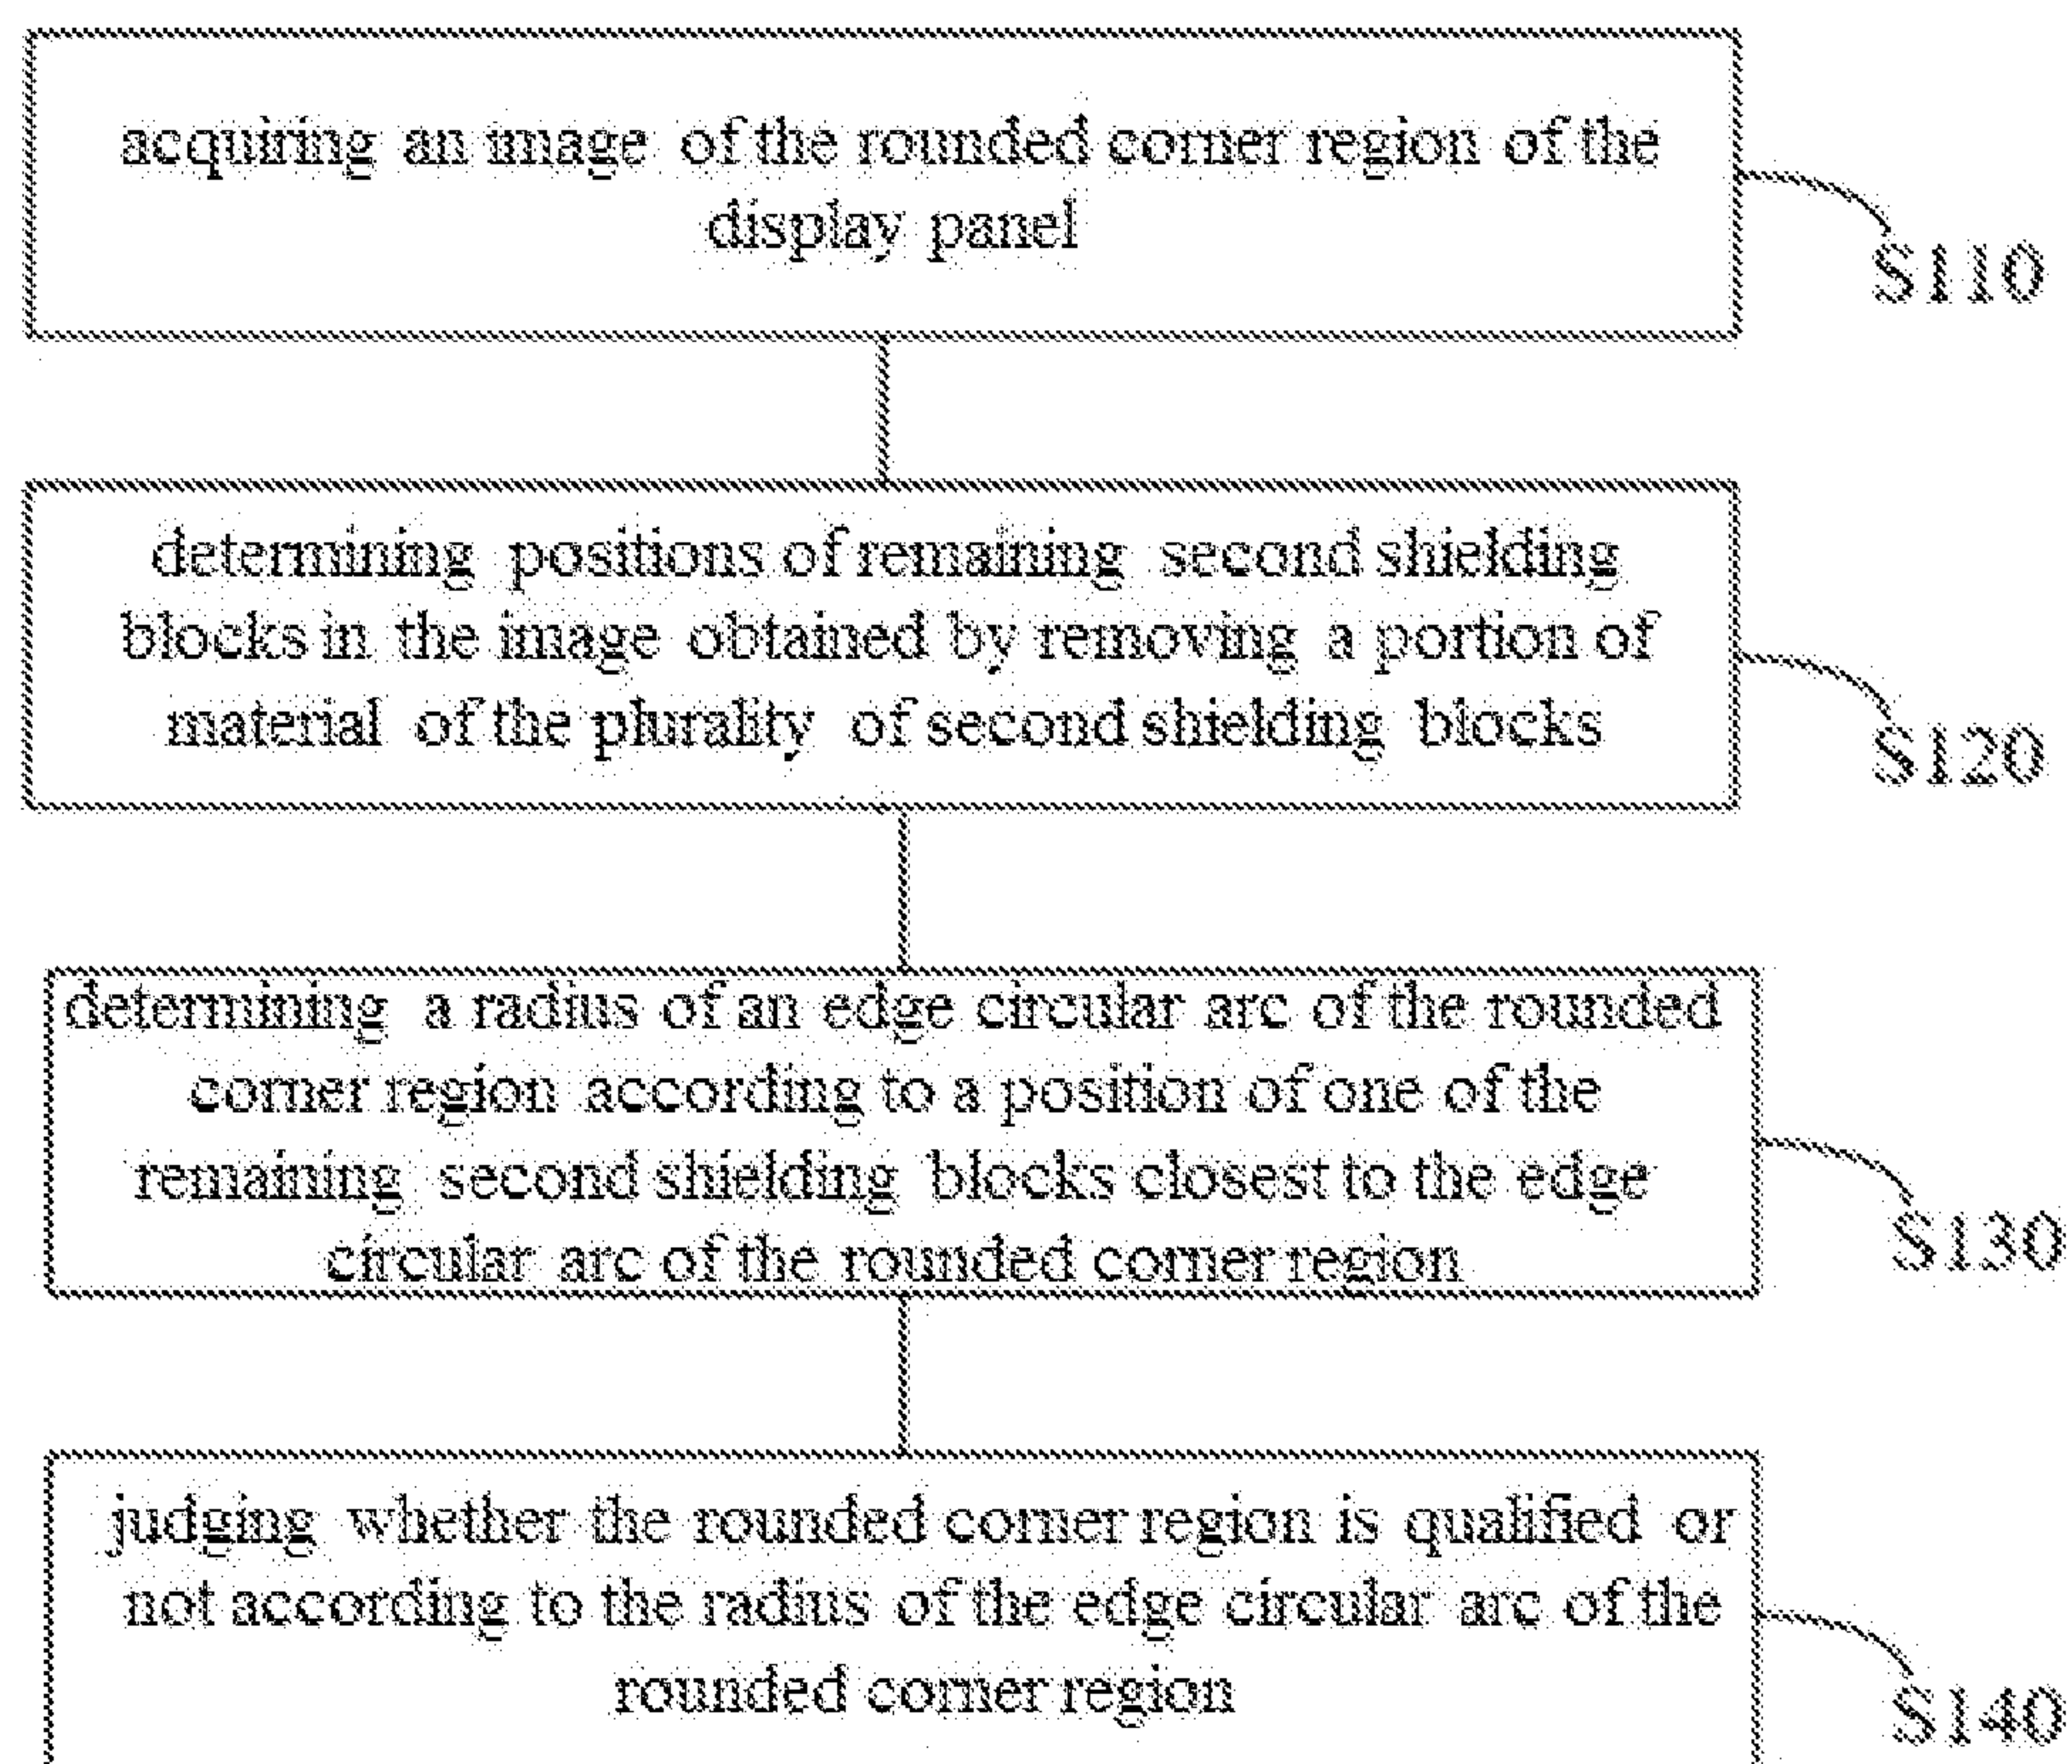 acquiring an image of the rounded corner region of the
display panel
S110
determining positions of remaining second shielding
blocks in the image obtained by removing a portion of
material of the plurality of second shielding blocks
S120
determining a radius of an edge circular arc of the rounded
corner region according to a position of one of the
remaining second shielding blocks closest to the edge
circular arc of the rounded corner region
S130
judging whether the rounded corner region is qualified or
not according to the radius of the edge circular arc of the
rounded corner region
S140